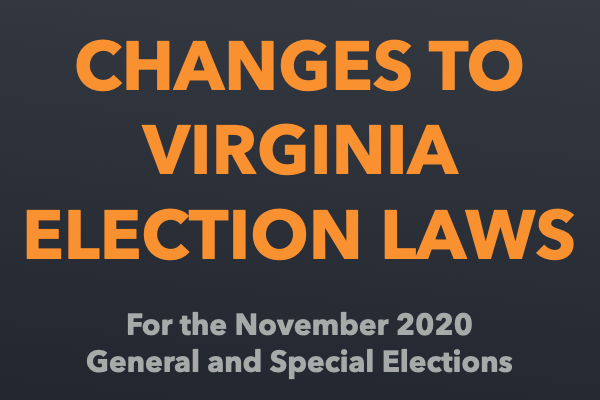 CHANGES TO
VIRGINIA
ELECTION LAWS
For the November 2020
General and Special Elections